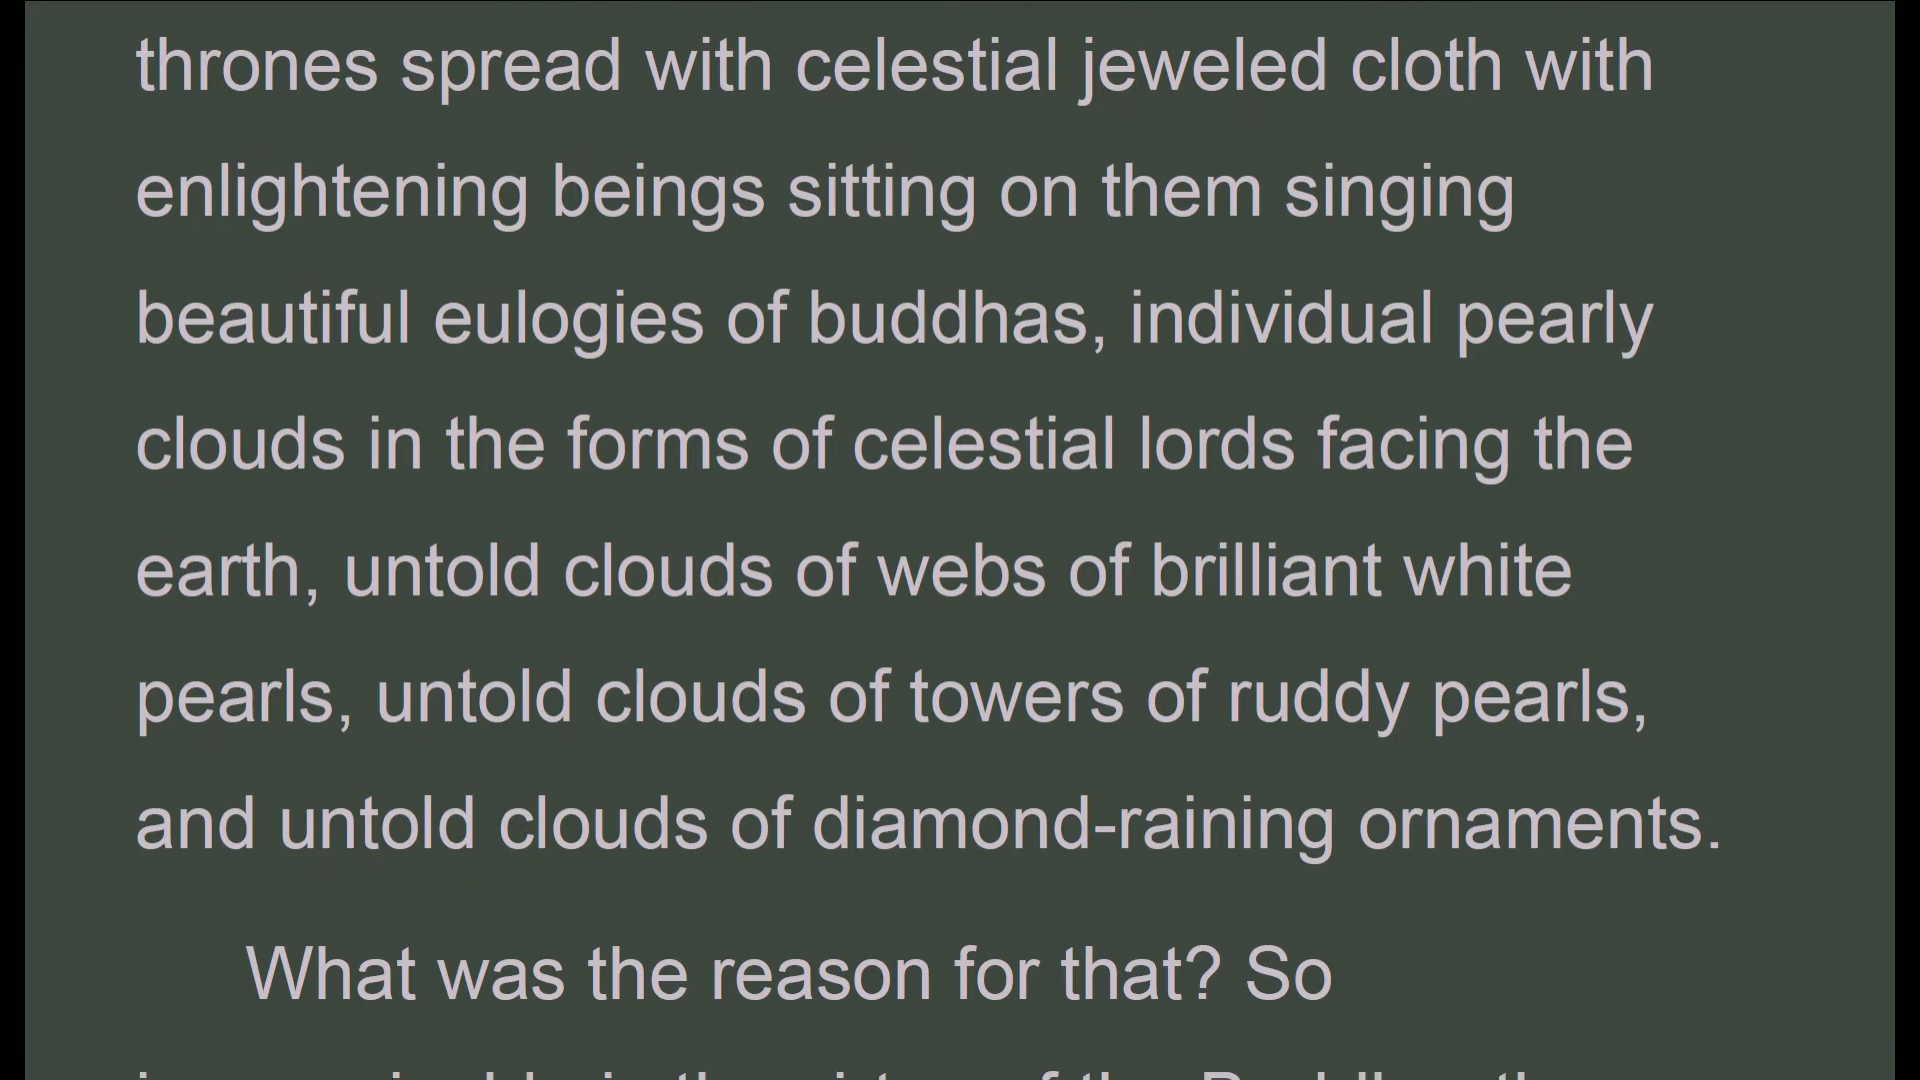 thrones spread with celestial jeweled cloth with
enlightening beings sitting on them singing
beautiful eulogies of buddhas, individual pearly
clouds in the forms of celestial lords facing the
earth, untold clouds of webs of brilliant white
pearls, untold clouds of towers of ruddy pearls,
and untold clouds of diamond-raining ornaments.
What was the reason for that? So